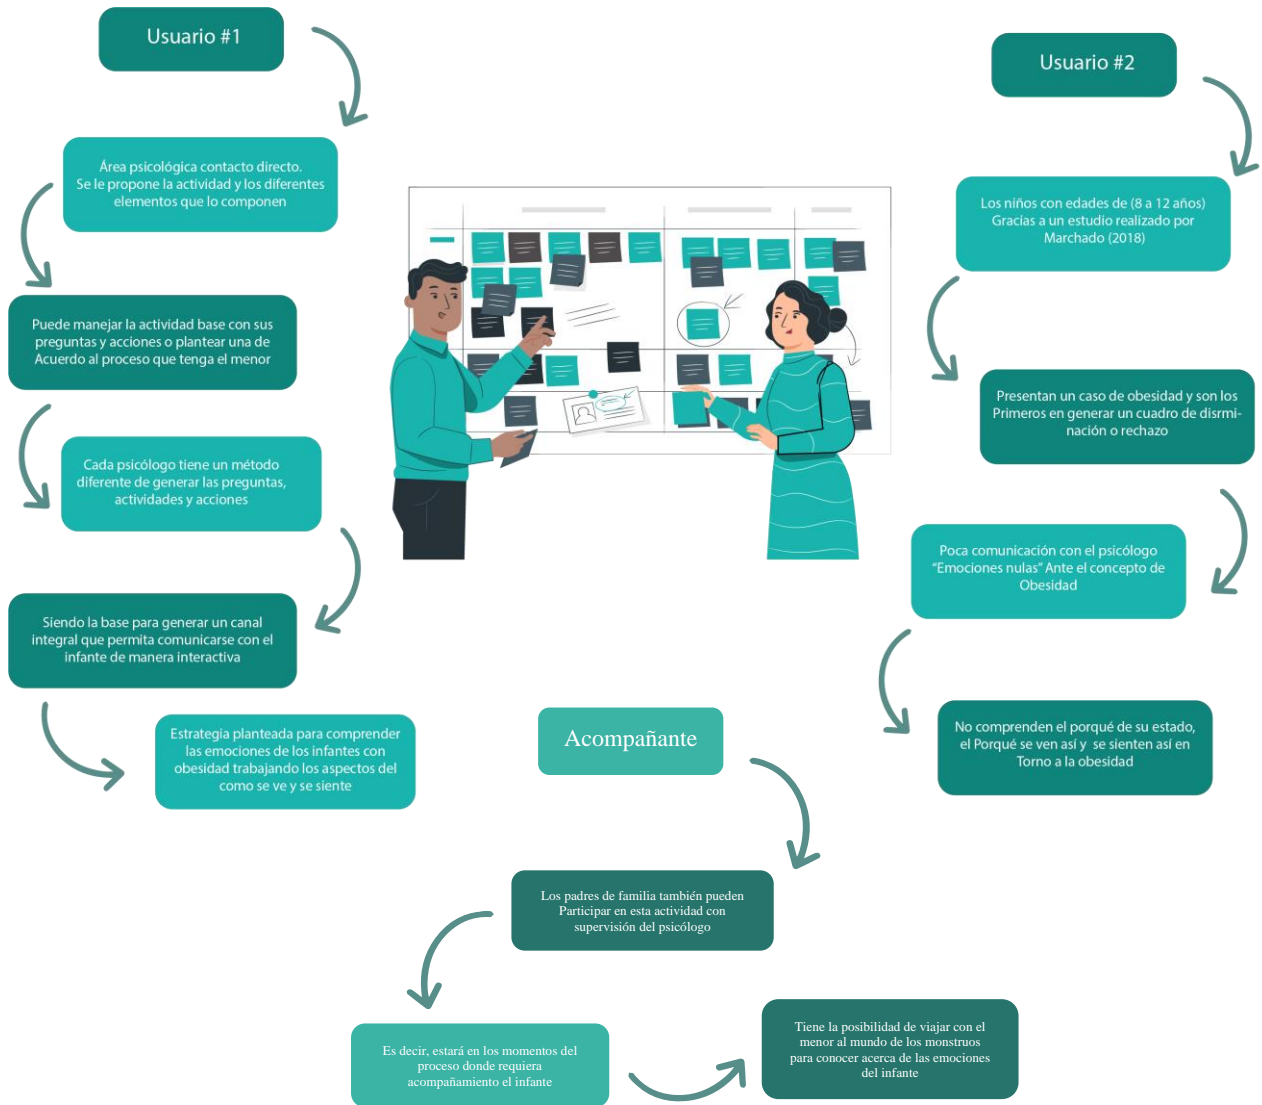 Usuario #1
Área psicológica contacto directo.
Se le propone la actividad y los diferentes
elementos que lo componen
Puede manejar la actividad base con sus
preguntas y acciones o plantear una de
Acuerdo al proceso que tenga el menor
Cada psicólogo tiene un método
diferente de generar las preguntas,
actividades y acciones
Siendo la base para generar un canal
integral que permita comunicarse con el
infante de manera interactiva
Estrategia planteada para comprender
las emociones de los infantes con
obesidad trabajando los aspectos del
como se ve y se siente
Usuario #2
Los niños con edades de (8 a 12 años)
Gracias a un estudio realizado por
Marchado (2018)
Presentan un caso de obesidad y son los
Primeros en generar un cuadro de disrmi-
nación o rechazo
Poca comunicación con el psicólogo
“Emociones nulas” Ante el concepto de
Obesidad
No comprenden el porqué de su estado,
el Porqué se ven así y se sienten así en
Torno a la obesidad
Acompañante
Los padres de familia también pueden
Participar en esta actividad con
supervisión del psicólogo
Es decir, estará en los momentos del
proceso donde requiera
acompañamiento el infante
Tiene la posibilidad de viajar con el
menor al mundo de los monstruos
para conocer acerca de las emociones
del infante